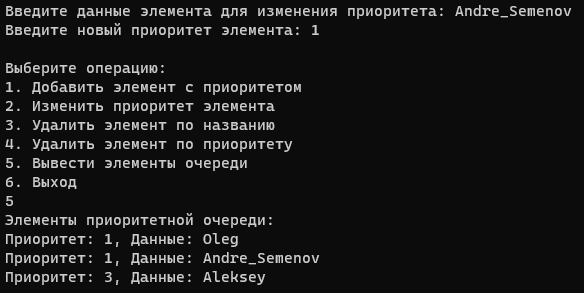 Введите данные элемента для изменения приоритета: Andre_Semenov
Введите новый приоритет элемента: 1
Выберите операцию:
1. Добавить элемент с приоритетом
2. Изменить приоритет элемента
3. Удалить элемент по названию
4. Удалить элемент по приоритету
5. Вывести элементы очереди
6. Выход
5
Элементы приоритетной очереди:
Приоритет: 1, Данные: Oleg
Приоритет: 1, Данные: Andre_Semenov
Приоритет: 3, Данные: Aleksey